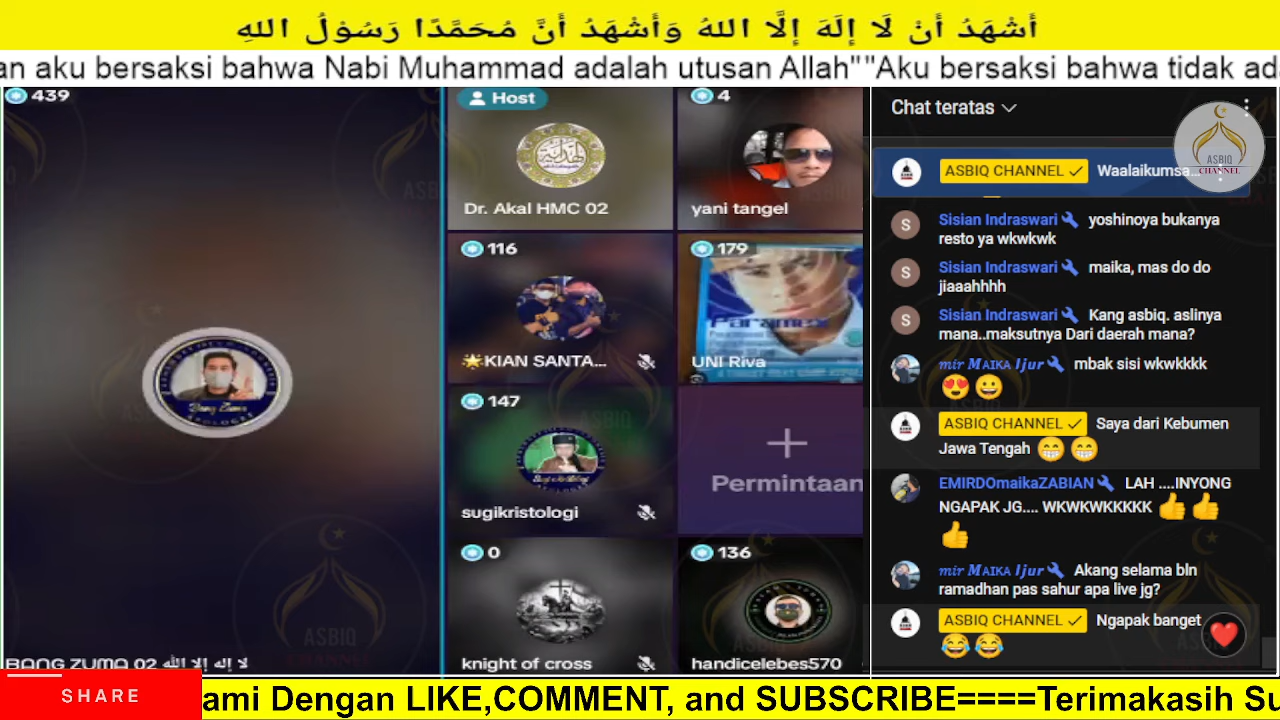 أَشْهَدُ أَنْ لَا إِلَهَ إِلَّا اللهُ وَأَشْهَدُ أَنَّ مُحَمَّدًا رَسُوْلُ اللهِ
an aku bersaksi bahwa Nabi Muhammad adalah utusan Allah""Aku bersaksi bahwa tidak ad
439
BANG ZUMA 02 لا إله إلا الله
Host
Dr. Akal HMC 02
4
yani tangel
116
KIAN SANTA...
179
Paramex
UNI Riva
147
sugikristologi
Permintaan
0
knight of cross
136
handicelebes570
Chat teratas
ASBIQ
CHANNEL
ASBIQ CHANNEL Waalaikumsa...
S
Sisian Indraswari yoshinoya bukanya
resto ya wkwkwk
S
Sisian Indraswari maika, mas do do
jiaaahhhh
S
Sisian Indraswari Kang asbiq. aslinya
mana..maksutnya Dari daerah mana?
mir MAIKA Ijur mbak sisi wkwkkkk
😍😀
ASBIQ CHANNEL Saya dari Kebumen
Jawa Tengah 😁😁
EMIRDOmaikaZABIAN LAH ....INYONG
NGAPAK JG.... WKWKWKKKKK 👍👍
👍
mir MAIKA Ijur Akang selama bln
ramadhan pas sahur apa live jg?
ASBIQ CHANNEL Ngapak banget
😂😂
ASBIQ
SHARE
ami Dengan LIKE,COMMENT, and SUBSCRIBE====Terimakasih Su